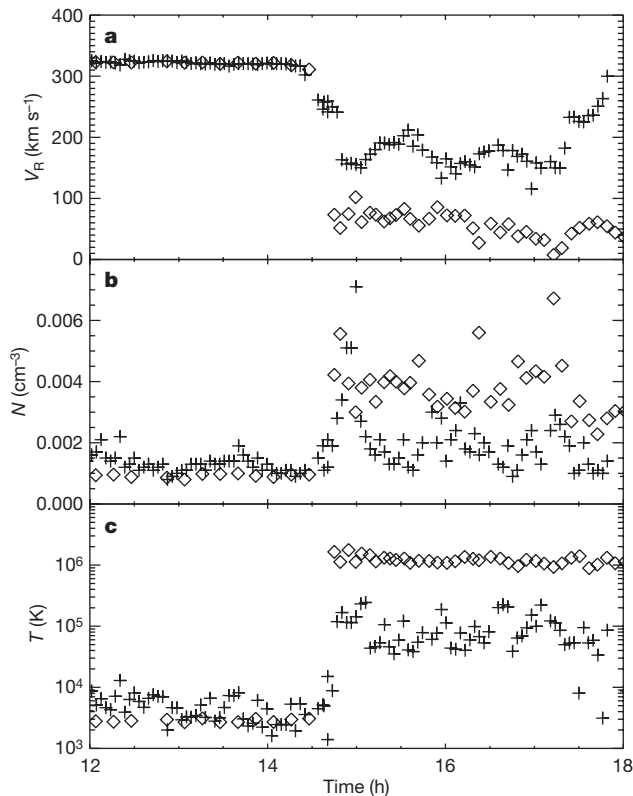 a
400
300
200
100
0
V_R (km s⁻¹)
b
0.006
0.004
0.002
0.000
N (cm⁻³)
c
10⁶
10⁵
10⁴
10³
T (K)
12 14 16 18
Time (h)